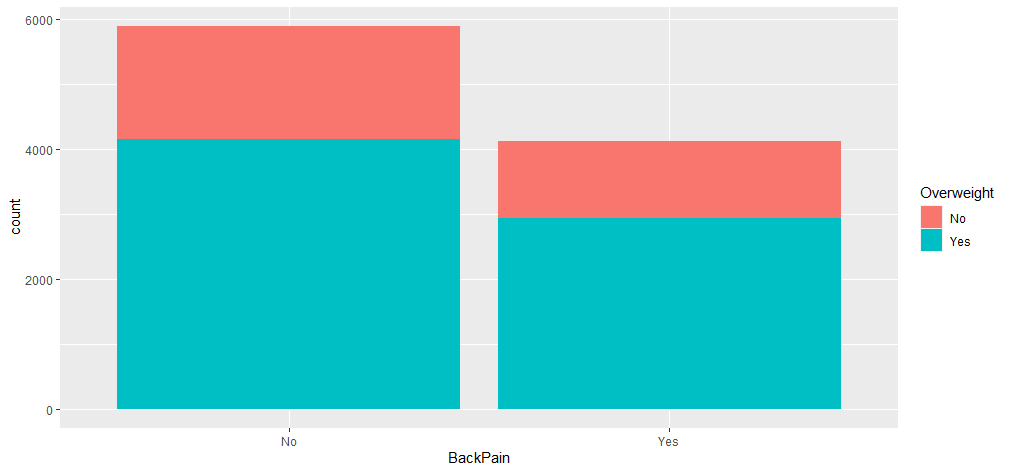 6000
4000
2000
0
count
No
Yes
BackPain
Overweight
No
Yes